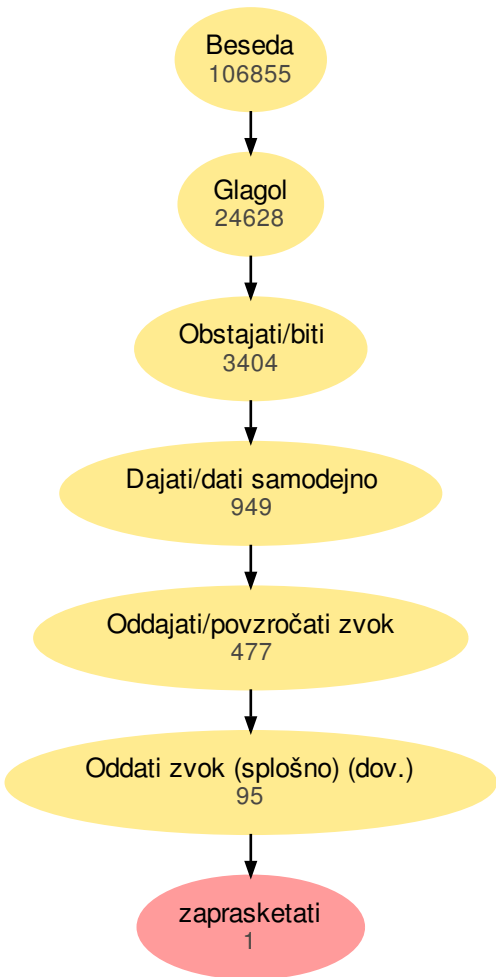 Beseda
106855
Glagol
24628
Obstajati/biti
3404
Dajati/dati samodejno
949
Oddajati/povzročati zvok
477
Oddati zvok (splošno) (dov.)
95
zaprasketati
1